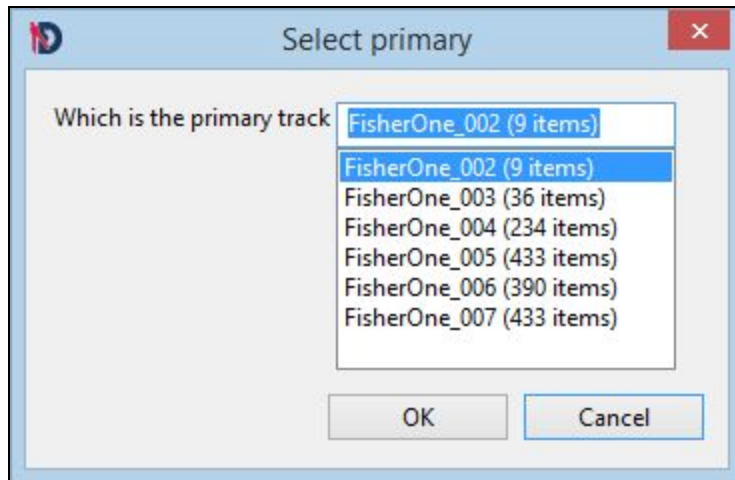 Select primary
Which is the primary track FisherOne_002 (9 items)
FisherOne_002 (9 items)
FisherOne_003 (36 items)
FisherOne_004 (234 items)
FisherOne_005 (433 items)
FisherOne_006 (390 items)
FisherOne_007 (433 items)
OK Cancel